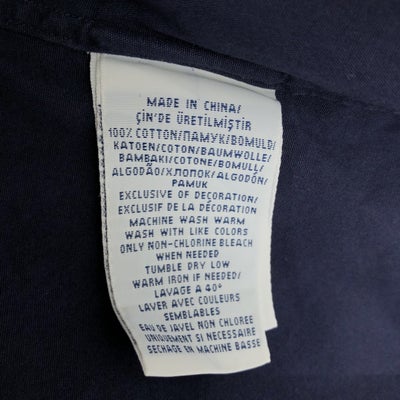 MADE IN CHINA/
ÇİN'DE ÜRETİLMİŞTİR
100% COTTON/ПАМУК/BOMULD/
KATOEN/COTON/BAUMWOLLE/
BAMBAKI/COTONE/BOMULL/
ALGODÃO/ХЛОПОК/ALGODÓN/
PAMUK
EXCLUSIVE OF DECORATION/
EXCLUSIF DE LA DÉCORATION
MACHINE WASH WARM
WASH WITH LIKE COLORS
ONLY NON-CHLORINE BLEACH
WHEN NEEDED
TUMBLE DRY LOW
WARM IRON IF NEEDED/
LAVAGE A 40°
LAVER AVEC COULEURS
SEMBLABLES
EAU DE JAVEL NON CHLOREE
UNIQUEMENT SI NECESSAIRE
SECHAGE EN MACHINE BASSE